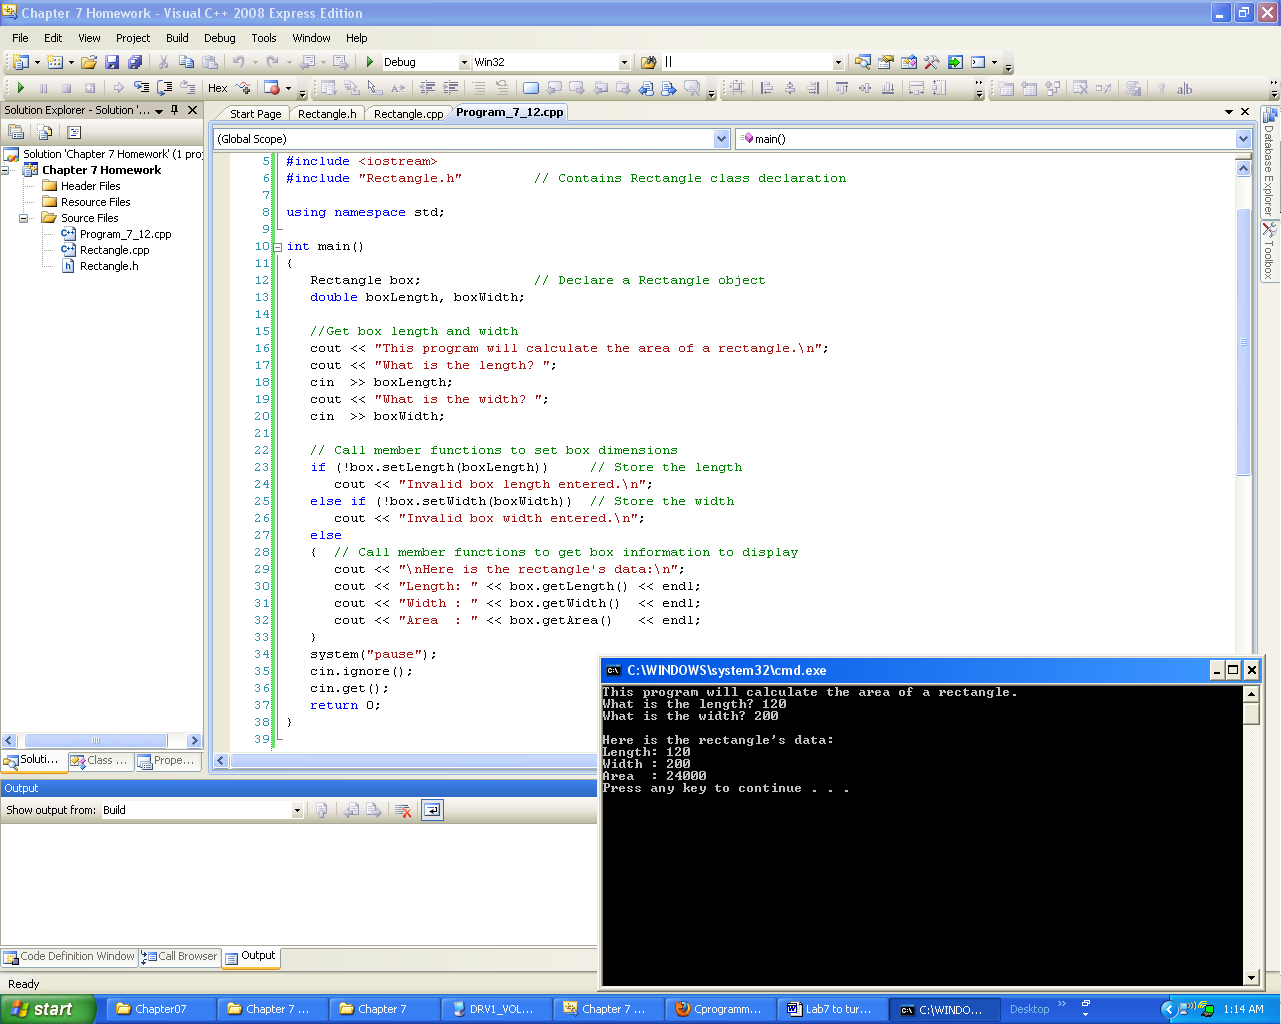 Chapter 7 Homework - Visual C++ 2008 Express Edition
File Edit View Project Build Debug Tools Window Help
Debug Win32 ||
Hex
Solution Explorer - Solution '...
Start Page Rectangle.h Rectangle.cpp Program_7_12.cpp
(Global Scope) main()
Solution 'Chapter 7 Homework' (1 proj
Chapter 7 Homework
Header Files
Resource Files
Source Files
Program_7_12.cpp
Rectangle.cpp
Rectangle.h
5 #include <iostream>
6 #include "Rectangle.h" // Contains Rectangle class declaration
7
8 using namespace std;
9
10 int main()
11 {
12 Rectangle box; // Declare a Rectangle object
13 double boxLength, boxWidth;
14
15 //Get box length and width
16 cout << "This program will calculate the area of a rectangle.\n";
17 cout << "What is the length? ";
18 cin >> boxLength;
19 cout << "What is the width? ";
20 cin >> boxWidth;
21
22 // Call member functions to set box dimensions
23 if (!box.setLength(boxLength)) // Store the length
24 cout << "Invalid box length entered.\n";
25 else if (!box.setWidth(boxWidth)) // Store the width
26 cout << "Invalid box width entered.\n";
27 else
28 { // Call member functions to get box information to display
29 cout << "\nHere is the rectangle's data:\n";
30 cout << "Length: " << box.getLength() << endl;
31 cout << "Width : " << box.getWidth() << endl;
32 cout << "Area  : " << box.getArea() << endl;
33 }
34 system("pause");
35 cin.ignore();
36 cin.get();
37 return 0;
38 }
39
Database Explorer
Toolbox
Soluti... Class ... Prope...
Output
Show output from: Build
Code Definition Window Call Browser Output
Ready
C:\WINDOWS\system32\cmd.exe
This program will calculate the area of a rectangle.
What is the length? 120
What is the width? 200
Here is the rectangle's data:
Length: 120
Width : 200
Area  : 24000
Press any key to continue . . .
start Chapter07 Chapter 7 ... Chapter 7 DRV1_VOL... Chapter 7 ... Cprogramm... Lab7 to tur... C:\WINDO... Desktop 1:14 AM